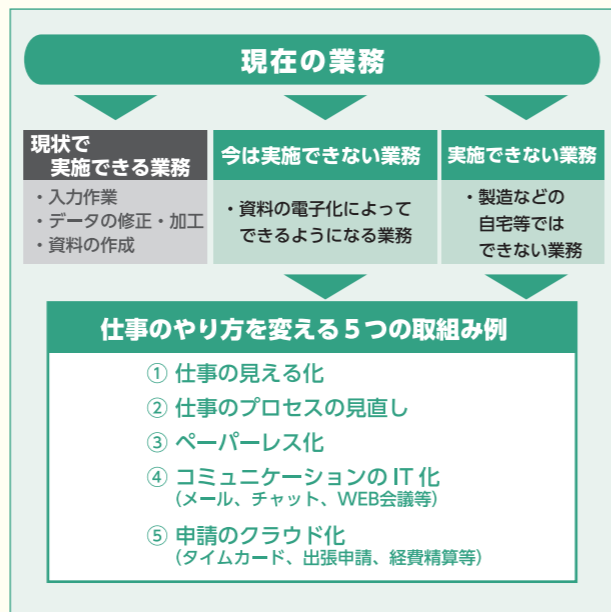 現在の業務
現状で
実施できる業務
・入力作業
・データの修正・加工
・資料の作成
今は実施できない業務
・資料の電子化によって
できるようになる業務
実施できない業務
・製造などの
自宅等では
できない業務
仕事のやり方を変える5つの取組み例
① 仕事の見える化
② 仕事のプロセスの見直し
③ ペーパーレス化
④ コミュニケーションのIT化
(メール、チャット、WEB会議等)
⑤ 申請のクラウド化
(タイムカード、出張申請、経費精算等)